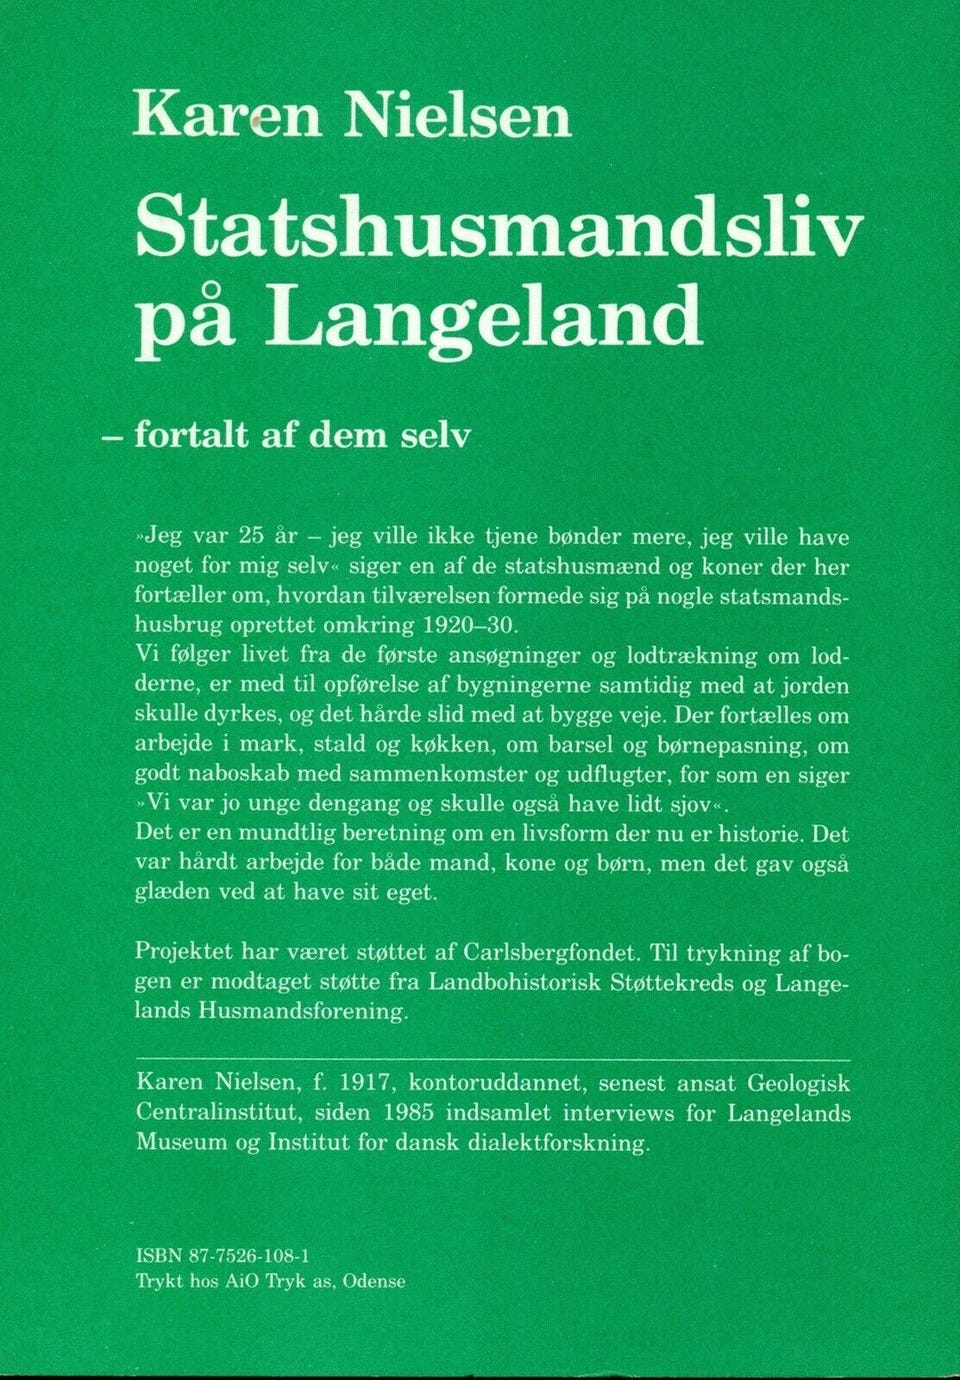 Karen Nielsen
Statshusmandsliv
på Langeland
– fortalt af dem selv
»Jeg var 25 år – jeg ville ikke tjene bønder mere, jeg ville have
noget for mig selv« siger en af de statshusmænd og koner der her
fortæller om, hvordan tilværelsen formede sig på nogle statsmands-
husbrug oprettet omkring 1920–30.
Vi følger livet fra de første ansøgninger og lodtrækning om lod-
derne, er med til opførelse af bygningerne samtidig med at jorden
skulle dyrkes, og det hårde slid med at bygge veje. Der fortælles om
arbejde i mark, stald og køkken, om barsel og børnepasning, om
godt naboskab med sammenkomster og udflugter, for som en siger
»Vi var jo unge dengang og skulle også have lidt sjov«.
Det er en mundtlig beretning om en livsform der nu er historie. Det
var hårdt arbejde for både mand, kone og børn, men det gav også
glæden ved at have sit eget.
Projektet har været støttet af Carlsbergfondet. Til trykning af bo-
gen er modtaget støtte fra Landbohistorisk Støttekreds og Lange-
lands Husmandsforening.
Karen Nielsen, f. 1917, kontoruddannet, senest ansat Geologisk
Centralinstitut, siden 1985 indsamlet interviews for Langelands
Museum og Institut for dansk dialektforskning.
ISBN 87-7526-108-1
Trykt hos AiO Tryk as, Odense